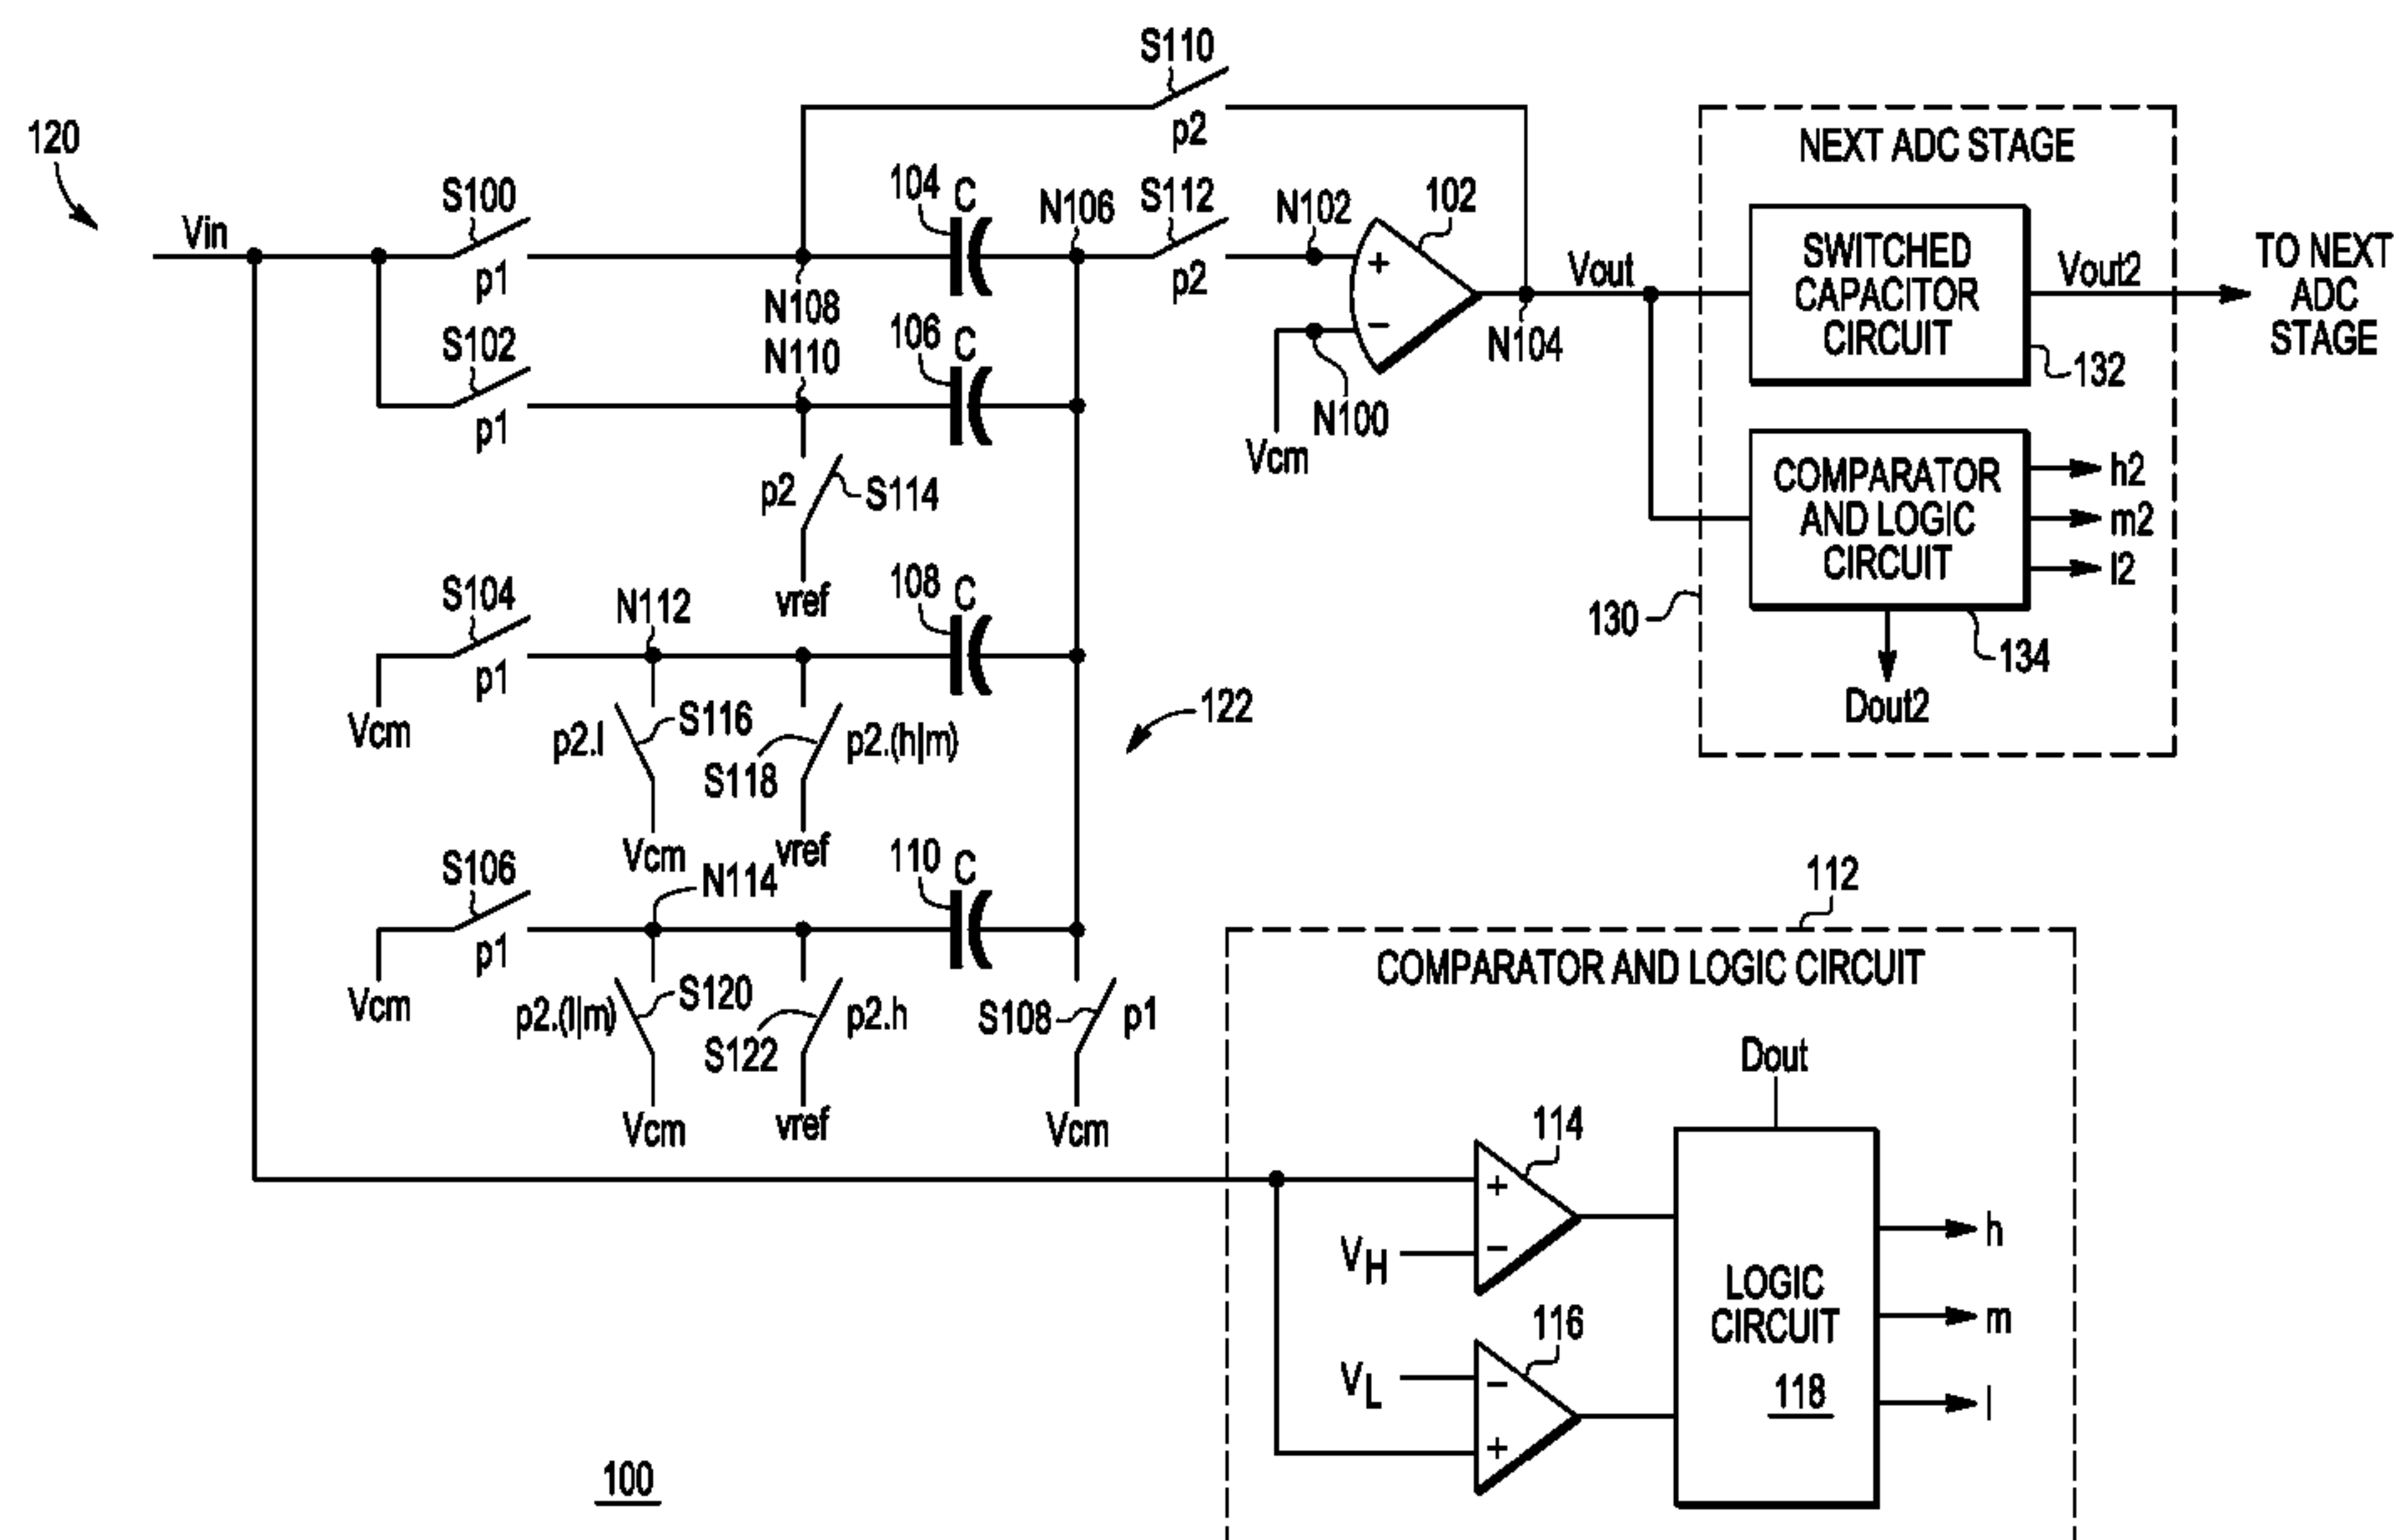 120
Vin
S100
p1
S102
p1
N108
N110
104 C
106 C
N106
S110
p2
S112
p2
N102
102
+
−
N100
Vcm
N104
Vout
NEXT ADC STAGE
SWITCHED
CAPACITOR
CIRCUIT
132
Vout2
TO NEXT
ADC
STAGE
COMPARATOR
AND LOGIC
CIRCUIT
h2
m2
l2
130
134
Dout2
p2
S114
vref
S104
p1
Vcm
N112
108 C
p2.l
S116
Vcm
S118
p2.(h|m)
vref
122
S106
p1
Vcm
N114
110 C
p2.(l|m)
S120
Vcm
S122
p2.h
vref
S108
p1
Vcm
112
COMPARATOR AND LOGIC CIRCUIT
Dout
114
+
VH
−
116
VL
−
+
LOGIC
CIRCUIT
118
h
m
l
100